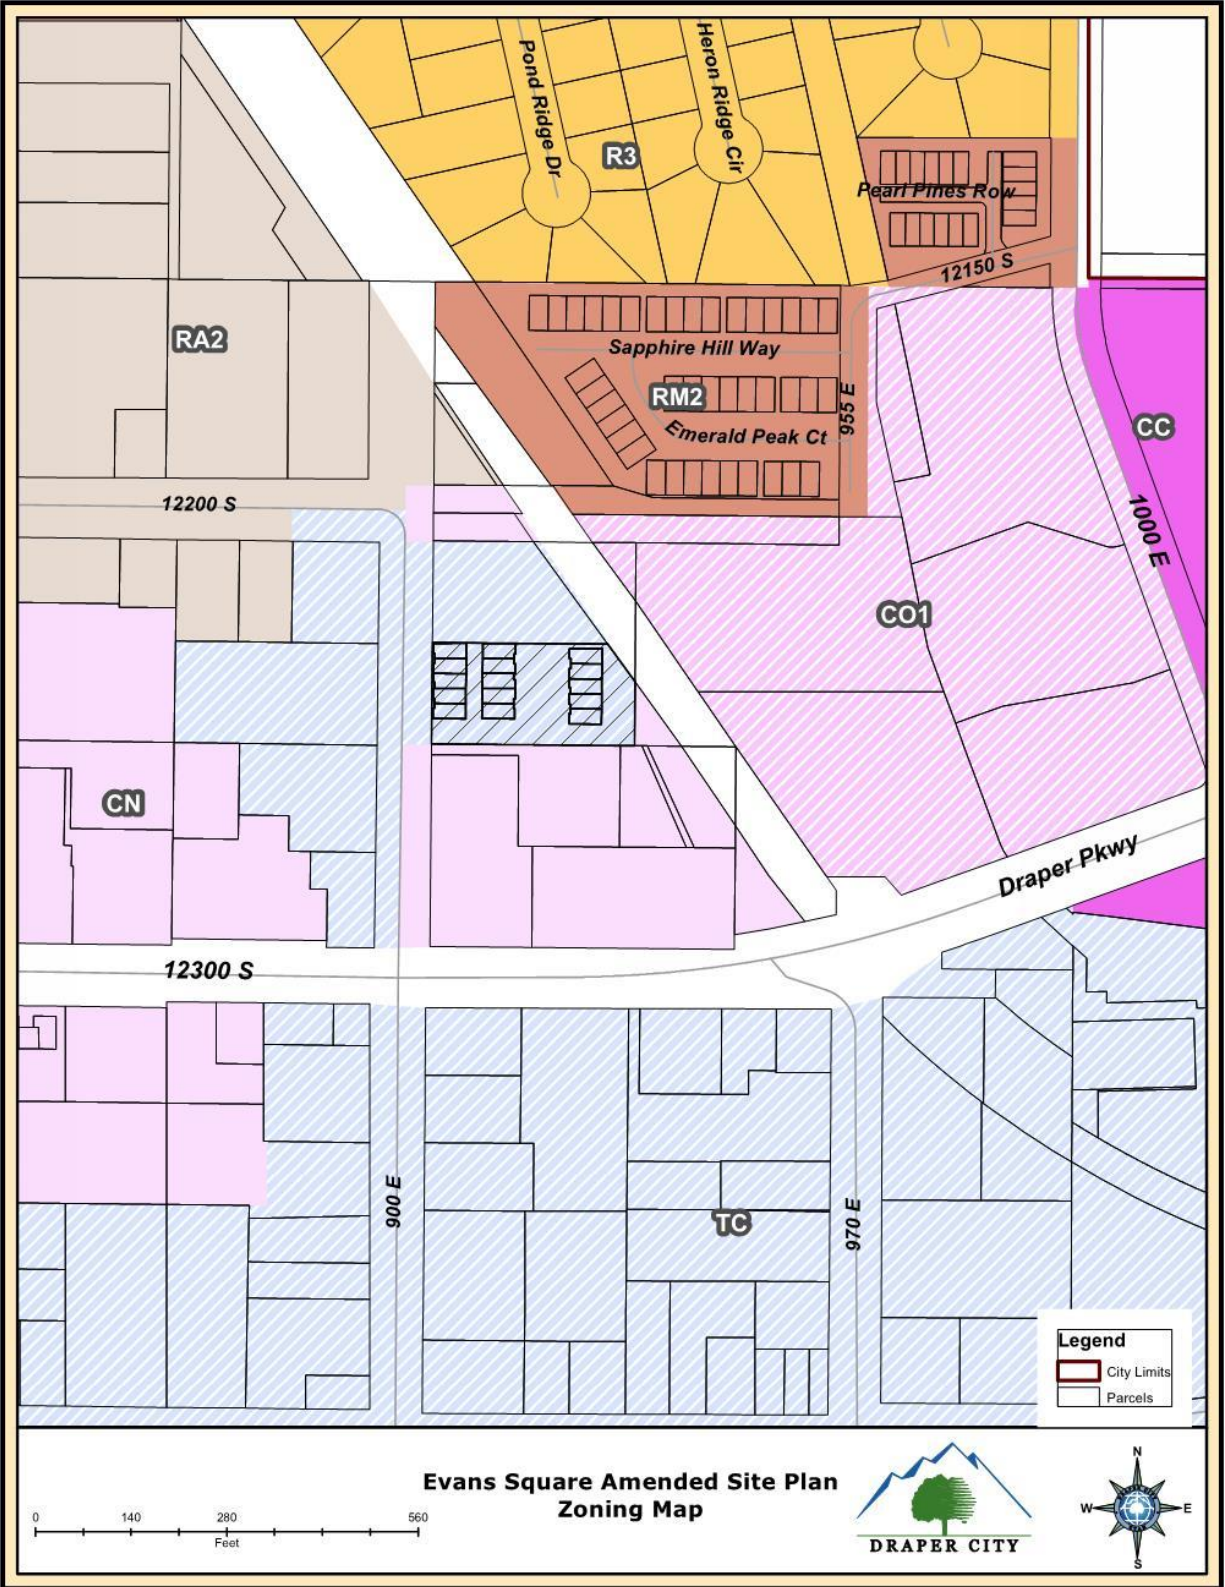 Pond Ridge Dr
Heron Ridge Cir
R3
Pearl Pines Row
12150 S
RA2
Sapphire Hill Way
RM2
955 E
Emerald Peak Ct
CC
12200 S
1000 E
CO1
CN
Draper Pkwy
12300 S
900 E
970 E
TC
Legend
City Limits
Parcels
Evans Square Amended Site Plan
Zoning Map
0 140 280 560
Feet
DRAPER CITY
N
W E
S